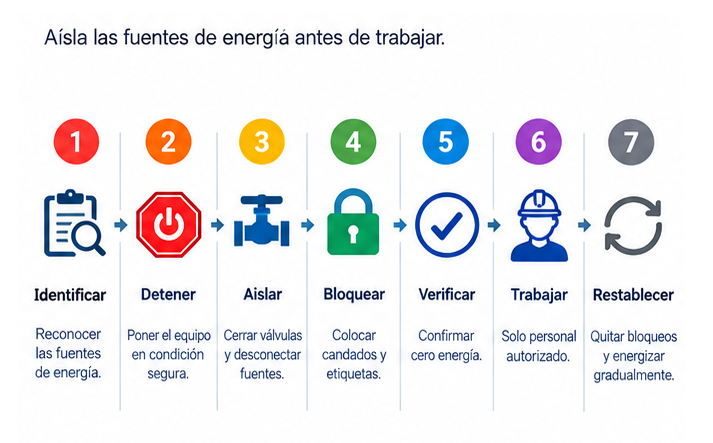 Aísla las fuentes de energía antes de trabajar.
1
2
3
4
5
6
7
Identificar
Detener
Aislar
Bloquear
Verificar
Trabajar
Restablecer
Reconocer
las fuentes
de energía.
Poner el equipo
en condición
segura.
Cerrar válvulas
y desconectar
fuentes.
Colocar
candados y
etiquetas.
Confirmar
cero energía.
Solo personal
autorizado.
Quitar bloqueos
y energizar
gradualmente.